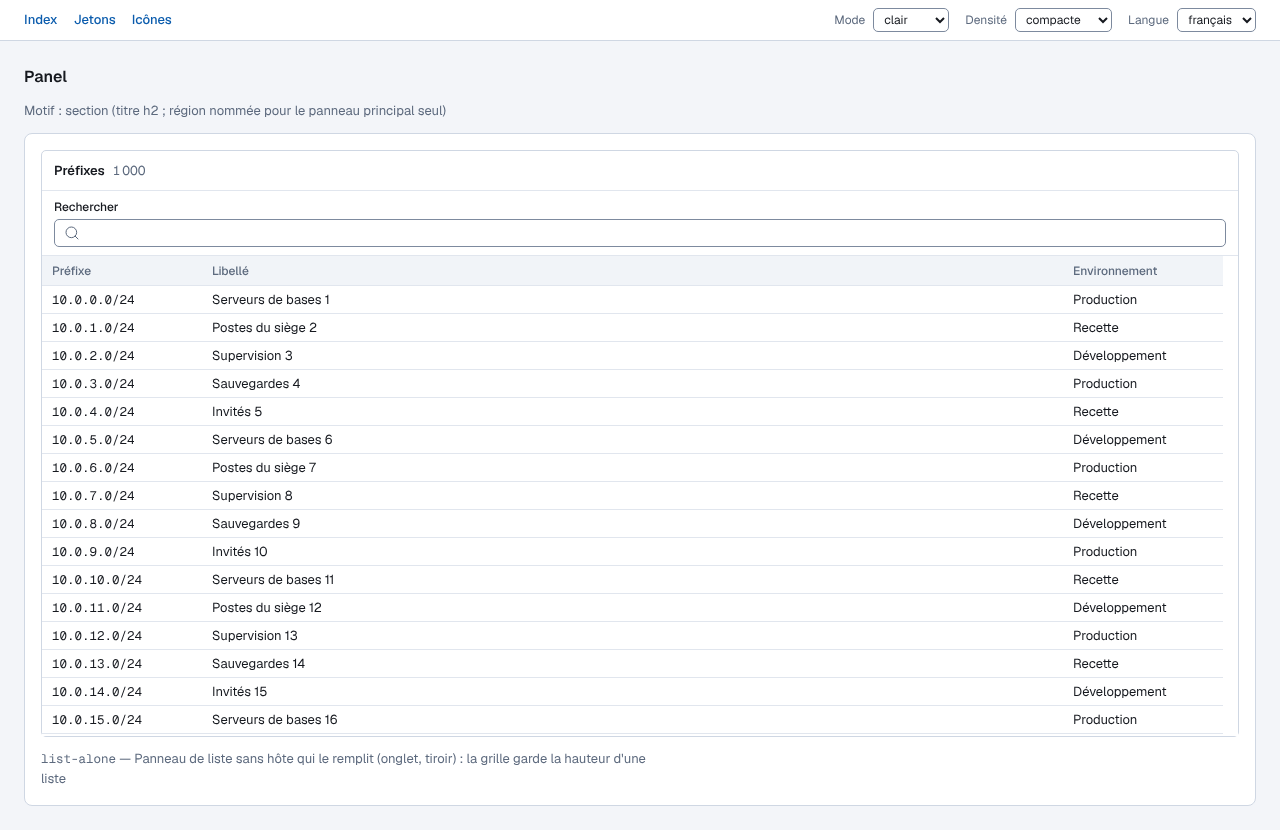 Index Jetons Icônes Mode clair Densité compacte Langue français
Panel
Motif : section (titre h2 ; région nommée pour le panneau principal seul)
Préfixes 1 000
Rechercher
Préfixe Libellé Environnement
10.0.0.0/24 Serveurs de bases 1 Production
10.0.1.0/24 Postes du siège 2 Recette
10.0.2.0/24 Supervision 3 Développement
10.0.3.0/24 Sauvegardes 4 Production
10.0.4.0/24 Invités 5 Recette
10.0.5.0/24 Serveurs de bases 6 Développement
10.0.6.0/24 Postes du siège 7 Production
10.0.7.0/24 Supervision 8 Recette
10.0.8.0/24 Sauvegardes 9 Développement
10.0.9.0/24 Invités 10 Production
10.0.10.0/24 Serveurs de bases 11 Recette
10.0.11.0/24 Postes du siège 12 Développement
10.0.12.0/24 Supervision 13 Production
10.0.13.0/24 Sauvegardes 14 Recette
10.0.14.0/24 Invités 15 Développement
10.0.15.0/24 Serveurs de bases 16 Production
list-alone — Panneau de liste sans hôte qui le remplit (onglet, tiroir) : la grille garde la hauteur d'une
liste